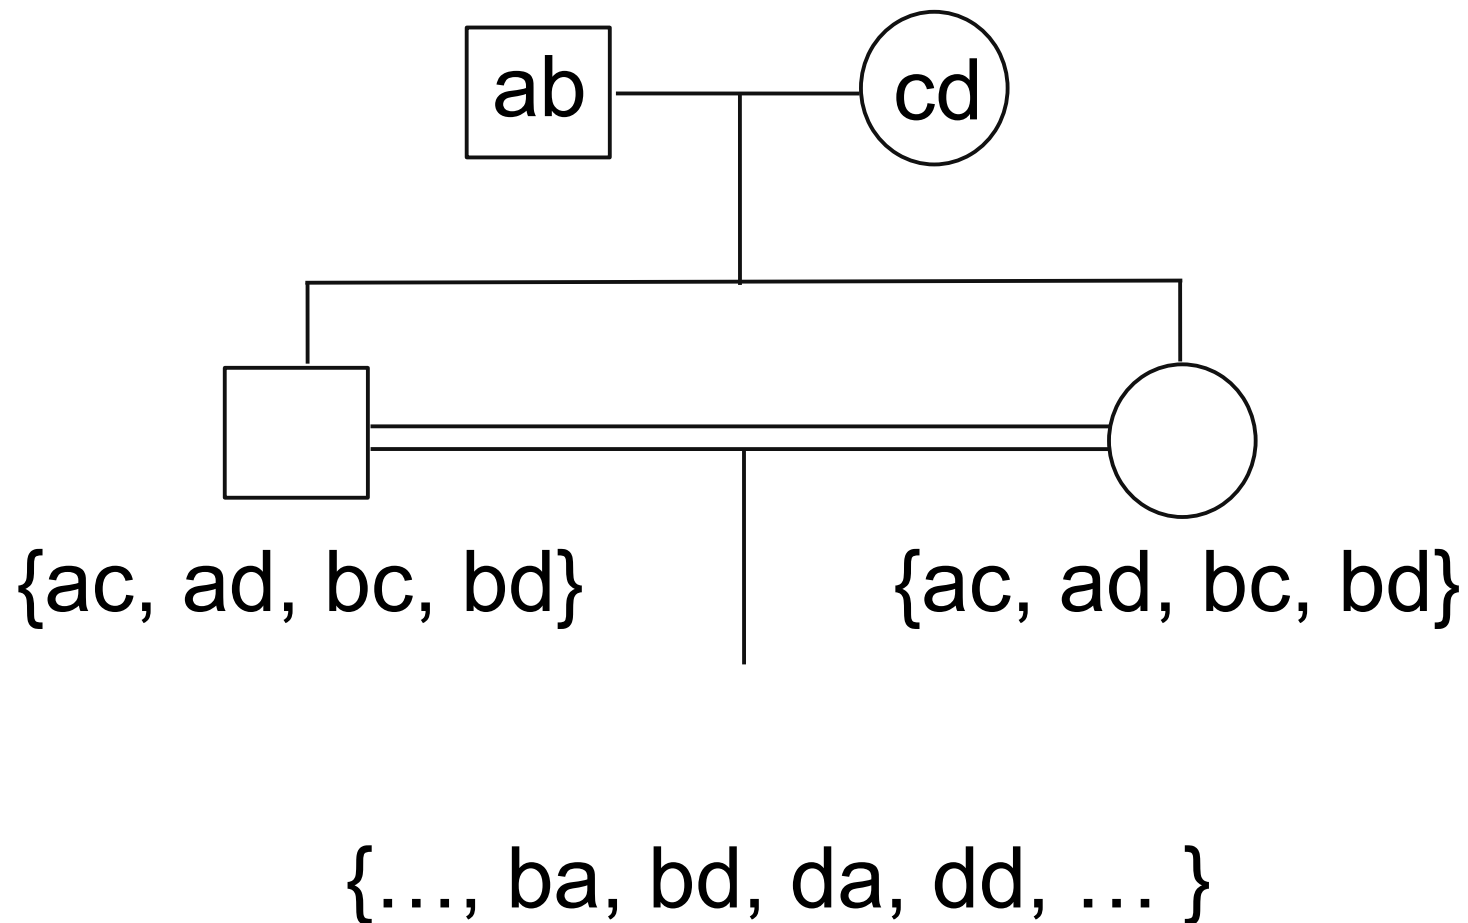 ab cd
{ac, ad, bc, bd} {ac, ad, bc, bd}
{..., ba, bd, da, dd, ... }